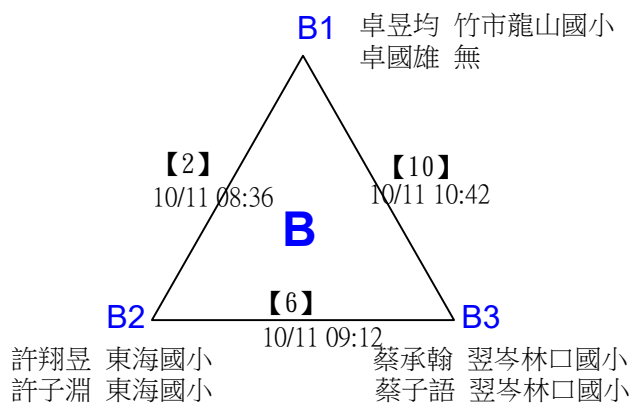 B1
卓昱均 竹市龍山國小
卓國雄 無
【2】
10/11 08:36
【10】
10/11 10:42
B
【6】
10/11 09:12
B2
許翔昱 東海國小
許子淵 東海國小
B3
蔡承翰 翌岑林口國小
蔡子語 翌岑林口國小